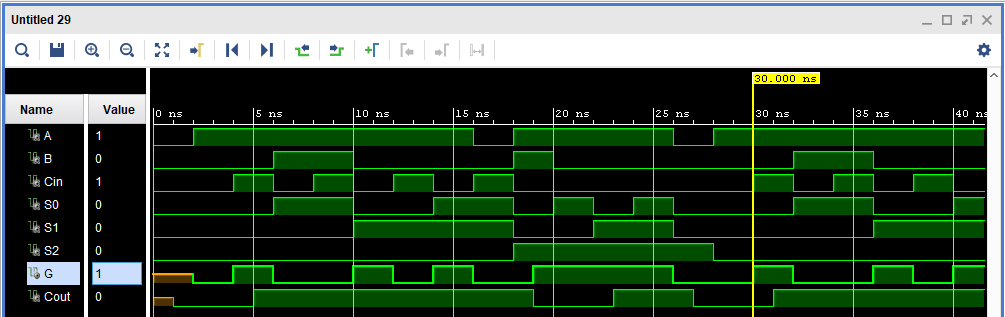 Untitled 29
30.000 ns
Name Value
0 ns 5 ns 10 ns 15 ns 20 ns 25 ns 30 ns 35 ns 40 ns
A 1
B 0
Cin 1
S0 0
S1 0
S2 0
G 1
Cout 0